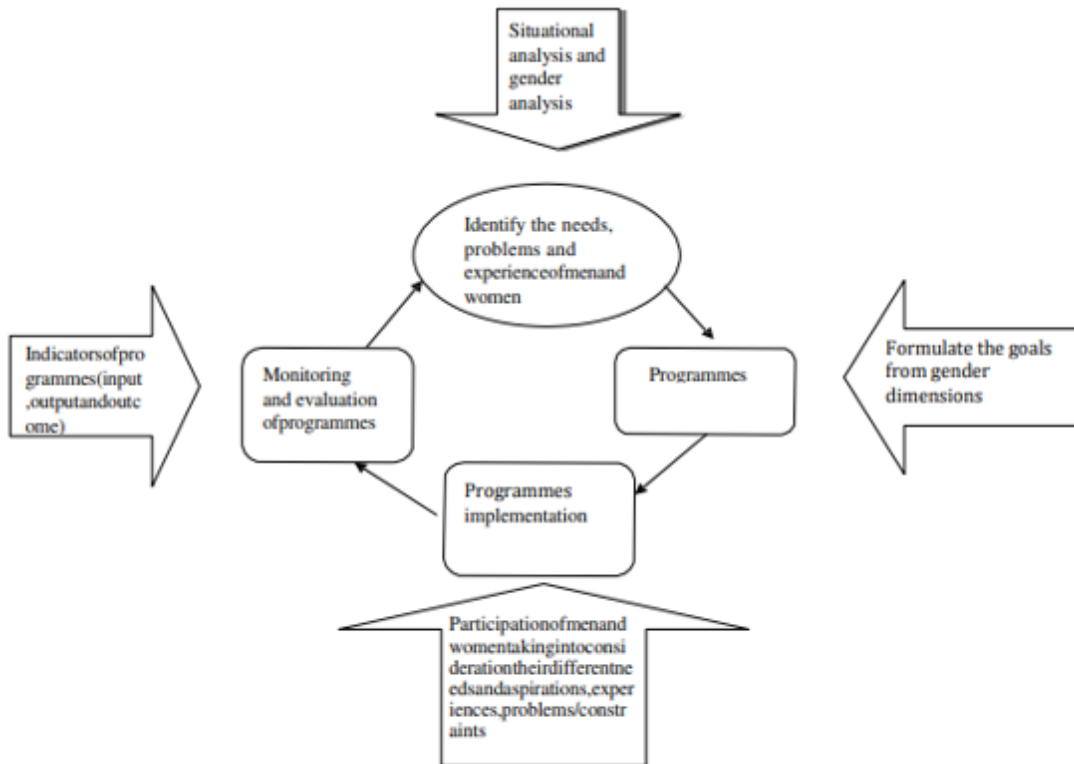 Situational
analysis and
gender
analysis
Identify the needs,
problems and
experienceofmenand
women
Indicatorsofpro
grammes(input
,outputandoutc
ome)
Monitoring
and evaluation
ofprogrammes
Programmes
Formulate the goals
from gender
dimensions
Programmes
implementation
Participationofmenand
womentakingintoconsi
derationtheirdifferentne
edsandaspirations,exper
iences,problems/constr
aints